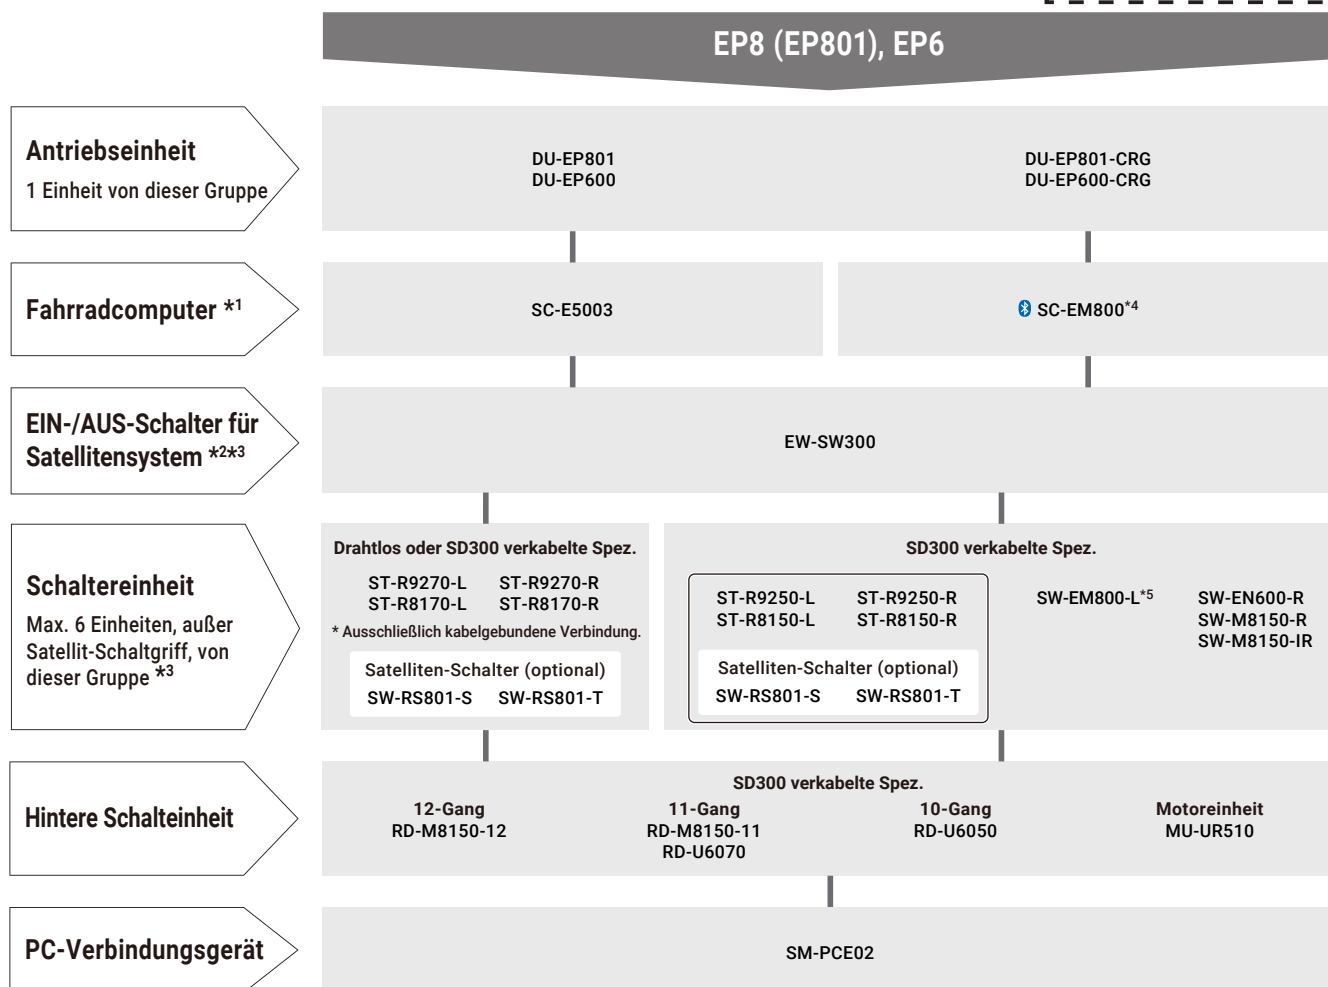 EP8 (EP801), EP6
Antriebseinheit
1 Einheit von dieser Gruppe
DU-EP801
DU-EP600
DU-EP801-CRG
DU-EP600-CRG
Fahrradcomputer *1
SC-E5003
SC-EM800*4
EIN-/AUS-Schalter für
Satellitensystem *2*3
EW-SW300
Schaltereinheit
Max. 6 Einheiten, außer
Satellit-Schaltgriff, von
dieser Gruppe *3
Drahtlos oder SD300 verkabelte Spez.
ST-R9270-L ST-R9270-R
ST-R8170-L ST-R8170-R
* Ausschließlich kabelgebundene Verbindung.
Satelliten-Schalter (optional)
SW-RS801-S SW-RS801-T
SD300 verkabelte Spez.
ST-R9250-L ST-R9250-R
ST-R8150-L ST-R8150-R
Satelliten-Schalter (optional)
SW-RS801-S SW-RS801-T
SW-EM800-L*5
SW-EN600-R
SW-M8150-R
SW-M8150-IR
Hintere Schalteinheit
SD300 verkabelte Spez.
12-Gang
RD-M8150-12
11-Gang
RD-M8150-11
RD-U6070
10-Gang
RD-U6050
Motoreinheit
MU-UR510
PC-Verbindungsgerät
SM-PCE02